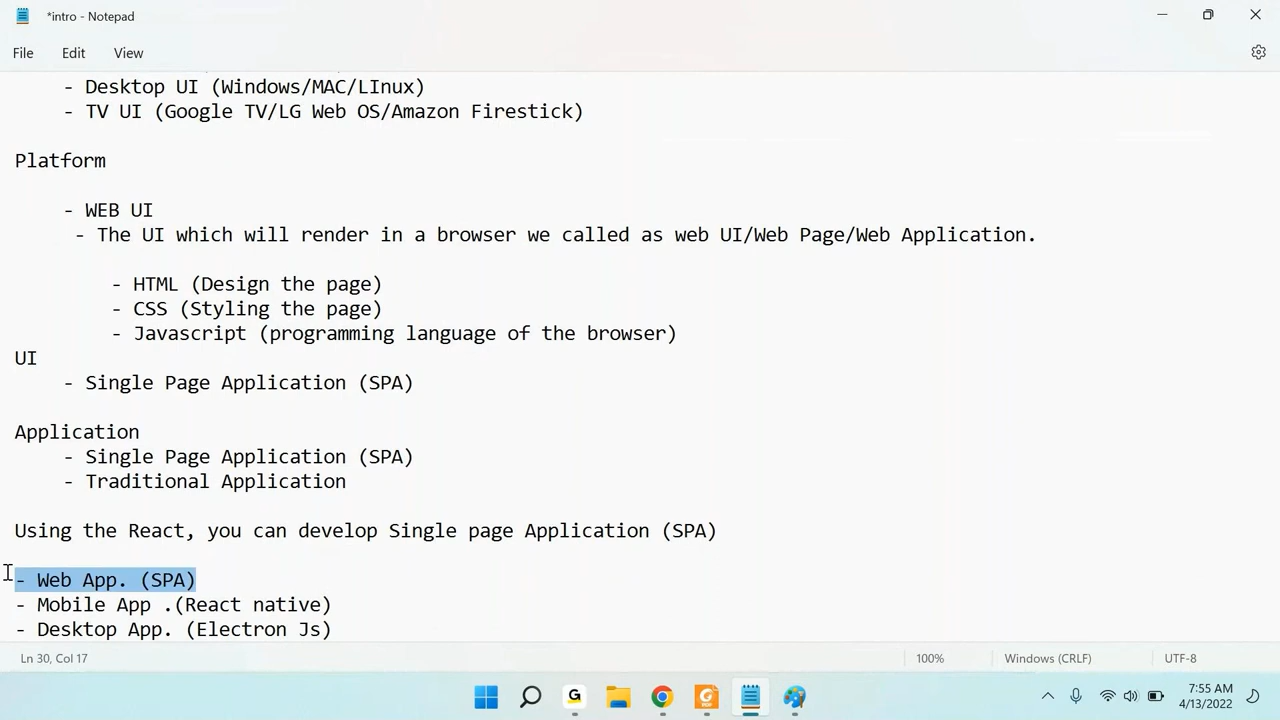 *intro - Notepad
File Edit View
- Desktop UI (Windows/MAC/LInux)
- TV UI (Google TV/LG Web OS/Amazon Firestick)
Platform
- WEB UI
- The UI which will render in a browser we called as web UI/Web Page/Web Application.
- HTML (Design the page)
- CSS (Styling the page)
- Javascript (programming language of the browser)
UI
- Single Page Application (SPA)
Application
- Single Page Application (SPA)
- Traditional Application
Using the React, you can develop Single page Application (SPA)
- Web App. (SPA)
- Mobile App .(React native)
- Desktop App. (Electron Js)
Ln 30, Col 17 100% Windows (CRLF) UTF-8
G PDF 7:55 AM
4/13/2022